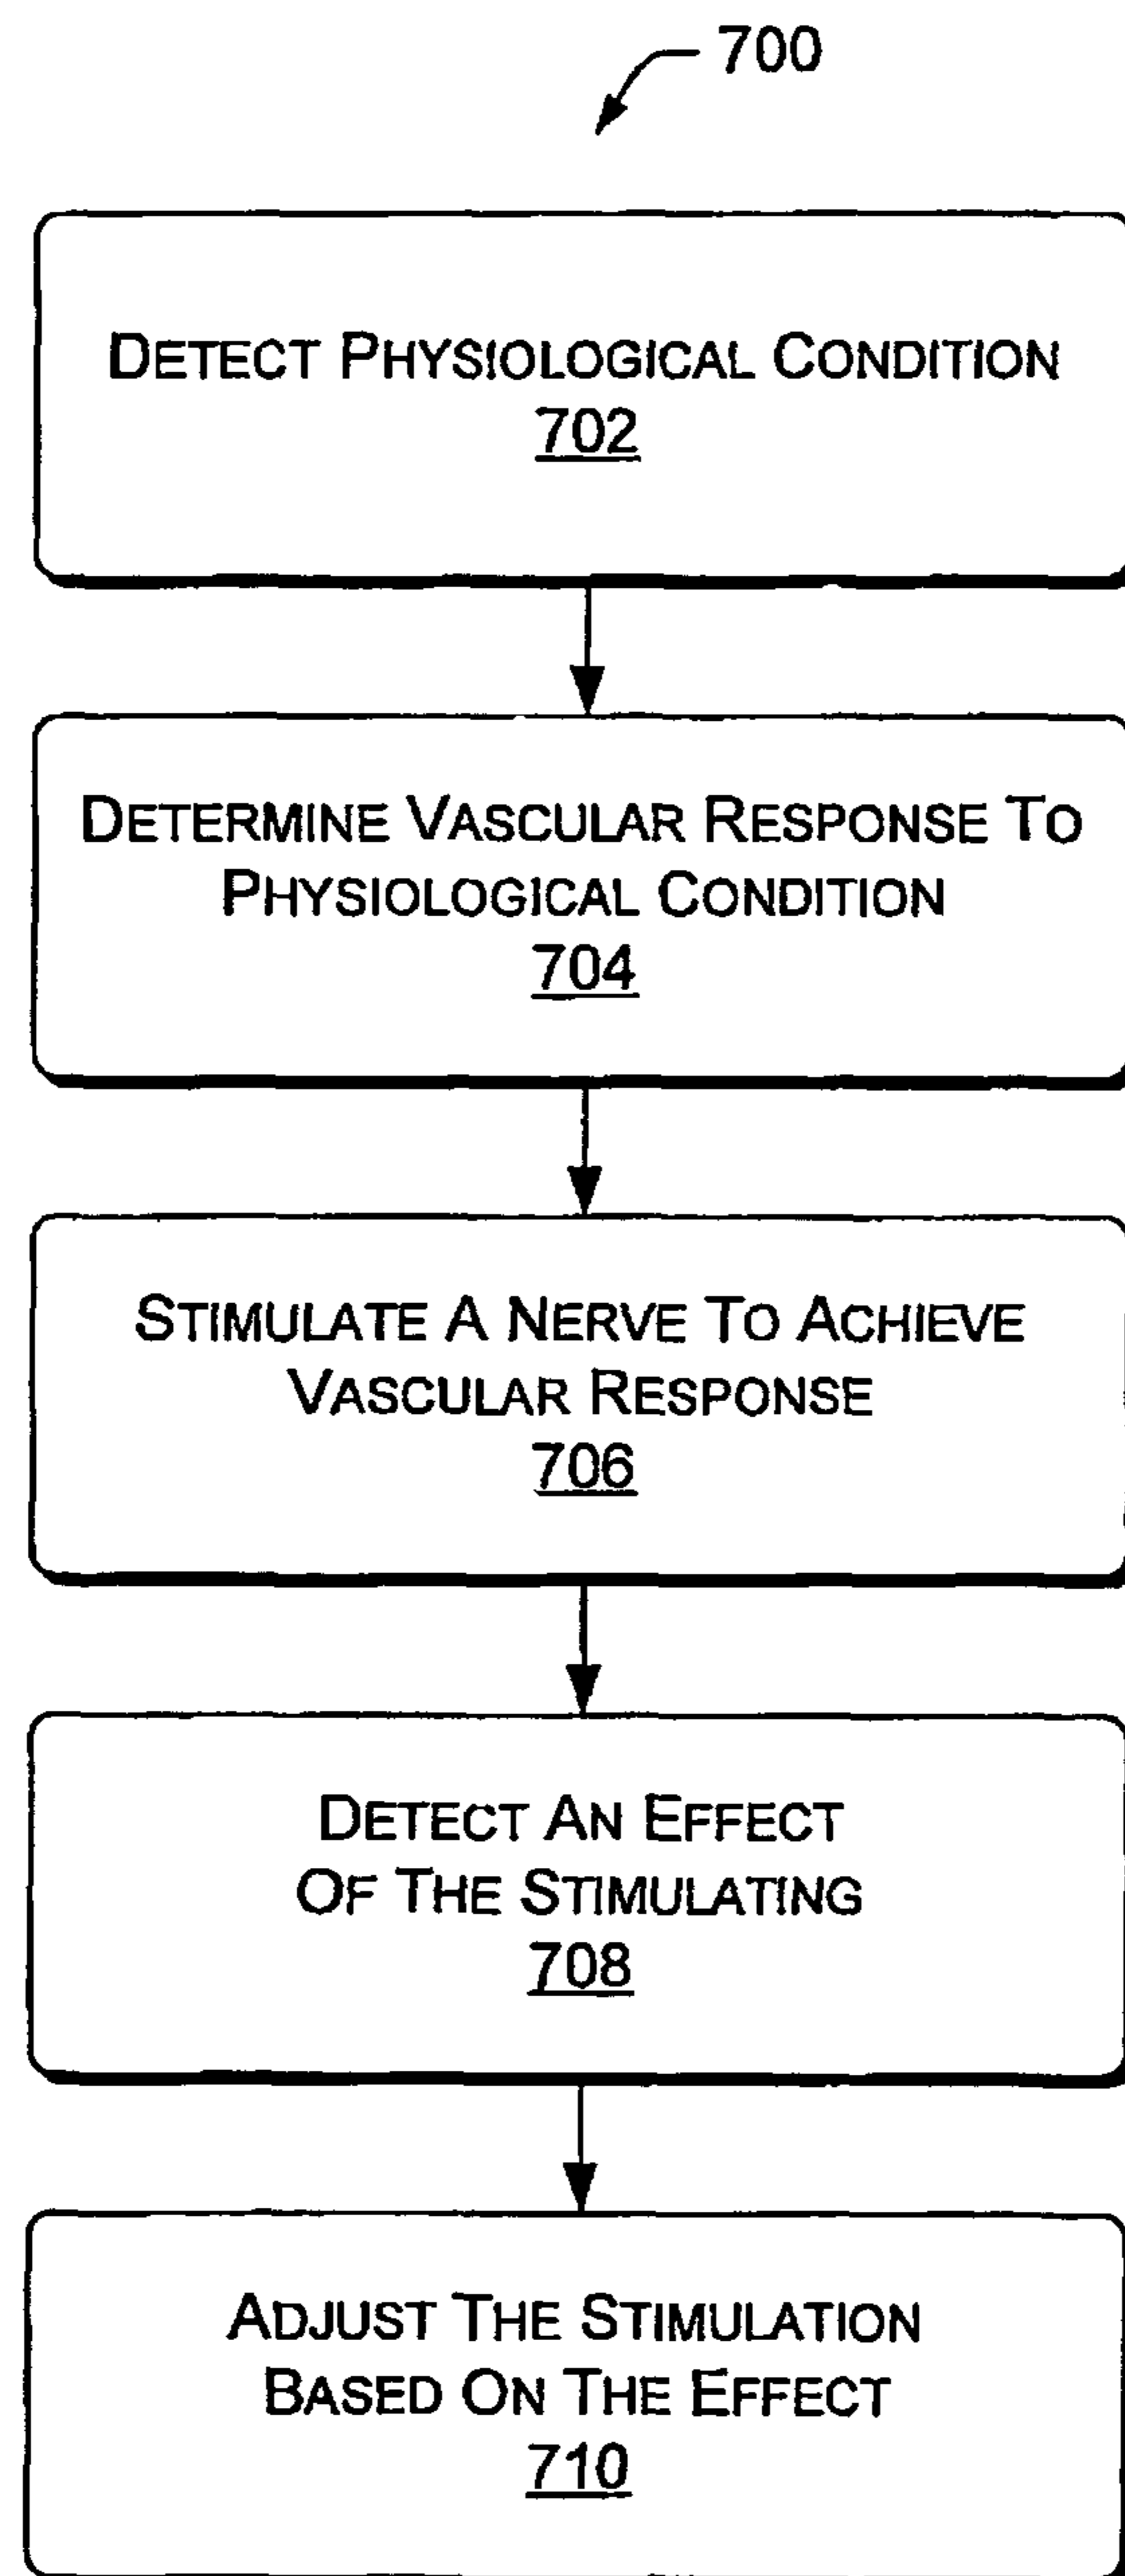 700
DETECT PHYSIOLOGICAL CONDITION
702
DETERMINE VASCULAR RESPONSE TO
PHYSIOLOGICAL CONDITION
704
STIMULATE A NERVE TO ACHIEVE
VASCULAR RESPONSE
706
DETECT AN EFFECT
OF THE STIMULATING
708
ADJUST THE STIMULATION
BASED ON THE EFFECT
710